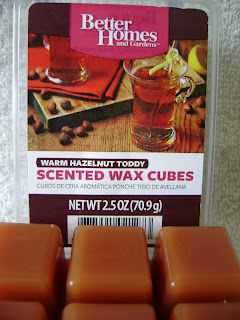 Better
Homes
and Gardens
WARM HAZELNUT TODDY
SCENTED WAX CUBES
CUBOS DE CERA AROMÁTICA PONCHE TIBIO DE AVELLANA
NET WT 2.5 OZ (70.9 g)